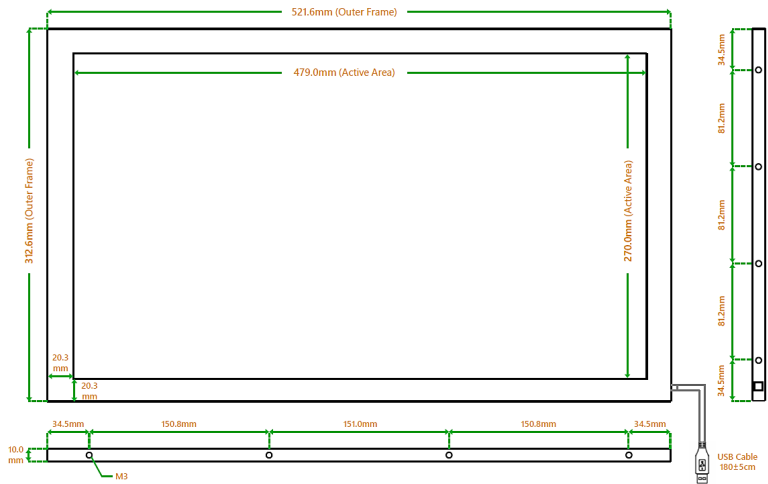 521.6mm (Outer Frame)
479.0mm (Active Area)
312.6mm (Outer Frame)
270.0mm (Active Area)
20.3
mm
20.3
mm
34.5mm
81.2mm
81.2mm
81.2mm
34.5mm
34.5mm
150.8mm
151.0mm
150.8mm
34.5mm
10.0
mm
M3
USB Cable
180±5cm